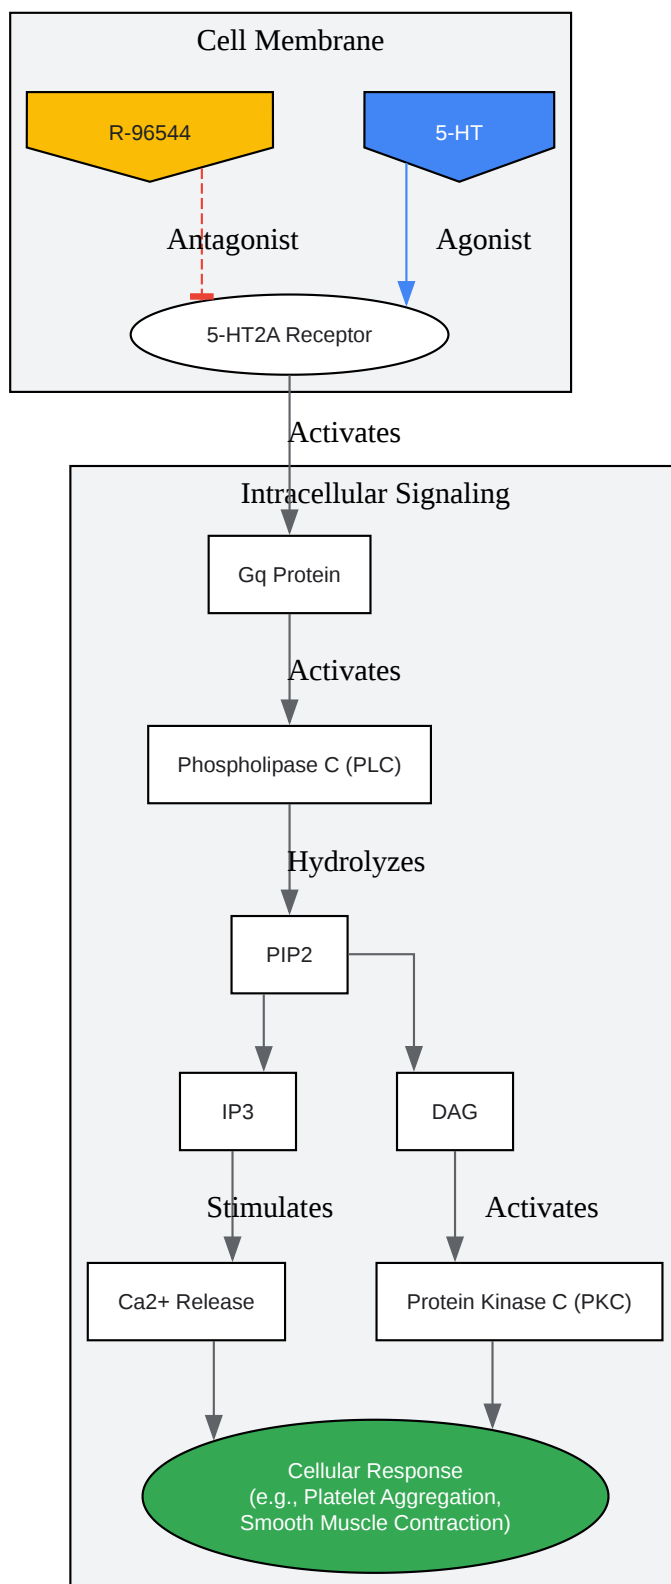 Cell Membrane
R-96544
5-HT
Antagonist
Agonist
5-HT2A Receptor
Activates
Intracellular Signaling
Gq Protein
Activates
Phospholipase C (PLC)
Hydrolyzes
PIP2
IP3
DAG
Stimulates
Activates
Ca2+ Release
Protein Kinase C (PKC)
Cellular Response
(e.g., Platelet Aggregation,
Smooth Muscle Contraction)